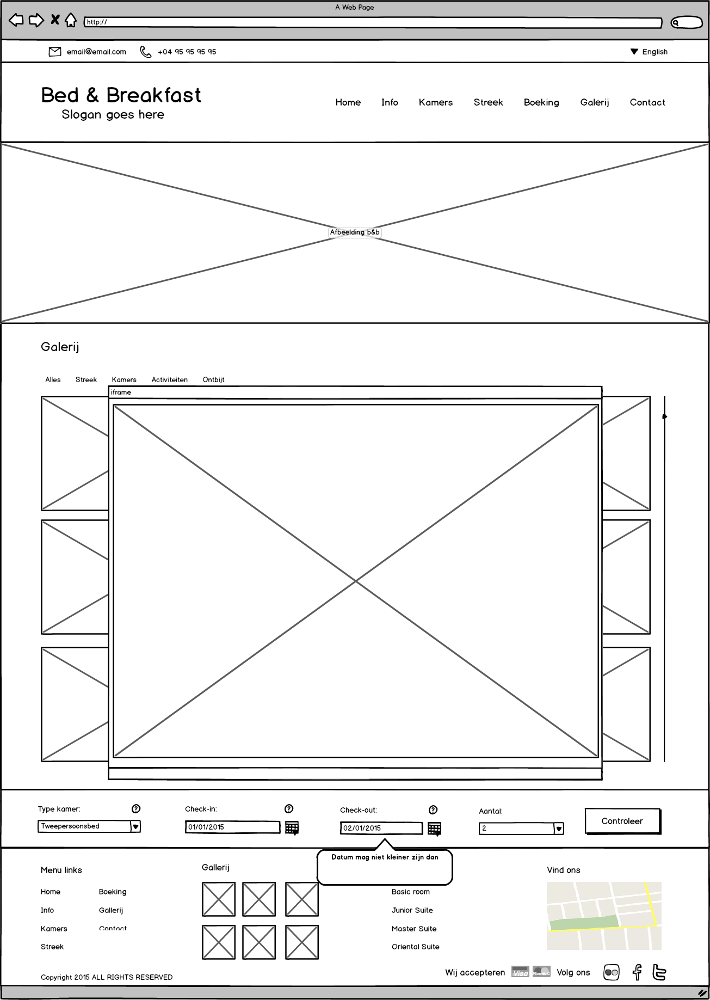 A Web Page
http://
email@email.com
+04 95 95 95 95
English
Bed & Breakfast
Slogan goes here
Home
Info
Kamers
Streek
Boeking
Galerij
Contact
Afbeelding b&b
Galerij
Alles
Streek
Kamers
Activiteiten
Ontbijt
iframe
Type kamer:
?
Tweepersoonsbed
Check-in:
?
01/01/2015
Check-out:
?
02/01/2015
Aantal:
2
Controleer
Datum mag niet kleiner zijn dan
Menu links
Home
Info
Kamers
Streek
Boeking
Gallerij
Contact
Gallerij
Basic room
Junior Suite
Master Suite
Oriental Suite
Vind ons
Copyright 2015 ALL RIGHTS RESERVED
Wij accepteren
Visa
MasterC
Volg ons